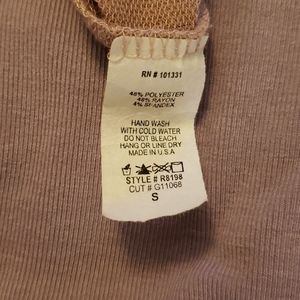 RN # 101331
48% POLYESTER
48% RAYON
4% SPANDEX
HAND WASH
WITH COLD WATER
DO NOT BLEACH
HANG OR LINE DRY
MADE IN U.S.A
STYLE # R8198
CUT # G11068
S